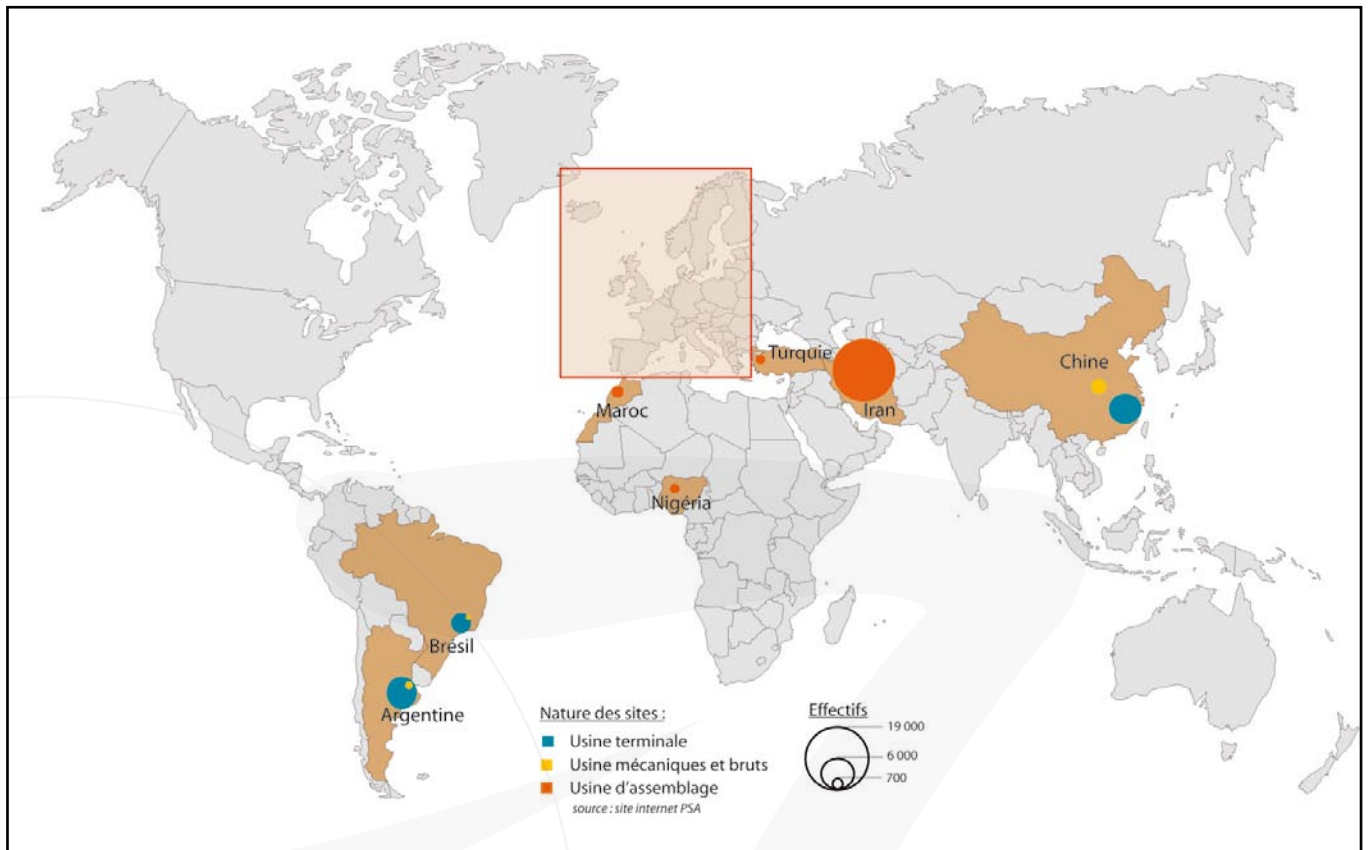 Turquie
Chine
Maroc
Iran
Nigéria
Brésil
Argentine
Nature des sites :
Usine terminale
Usine mécaniques et bruts
Usine d'assemblage
source : site internet PSA
Effectifs
19 000
6 000
700